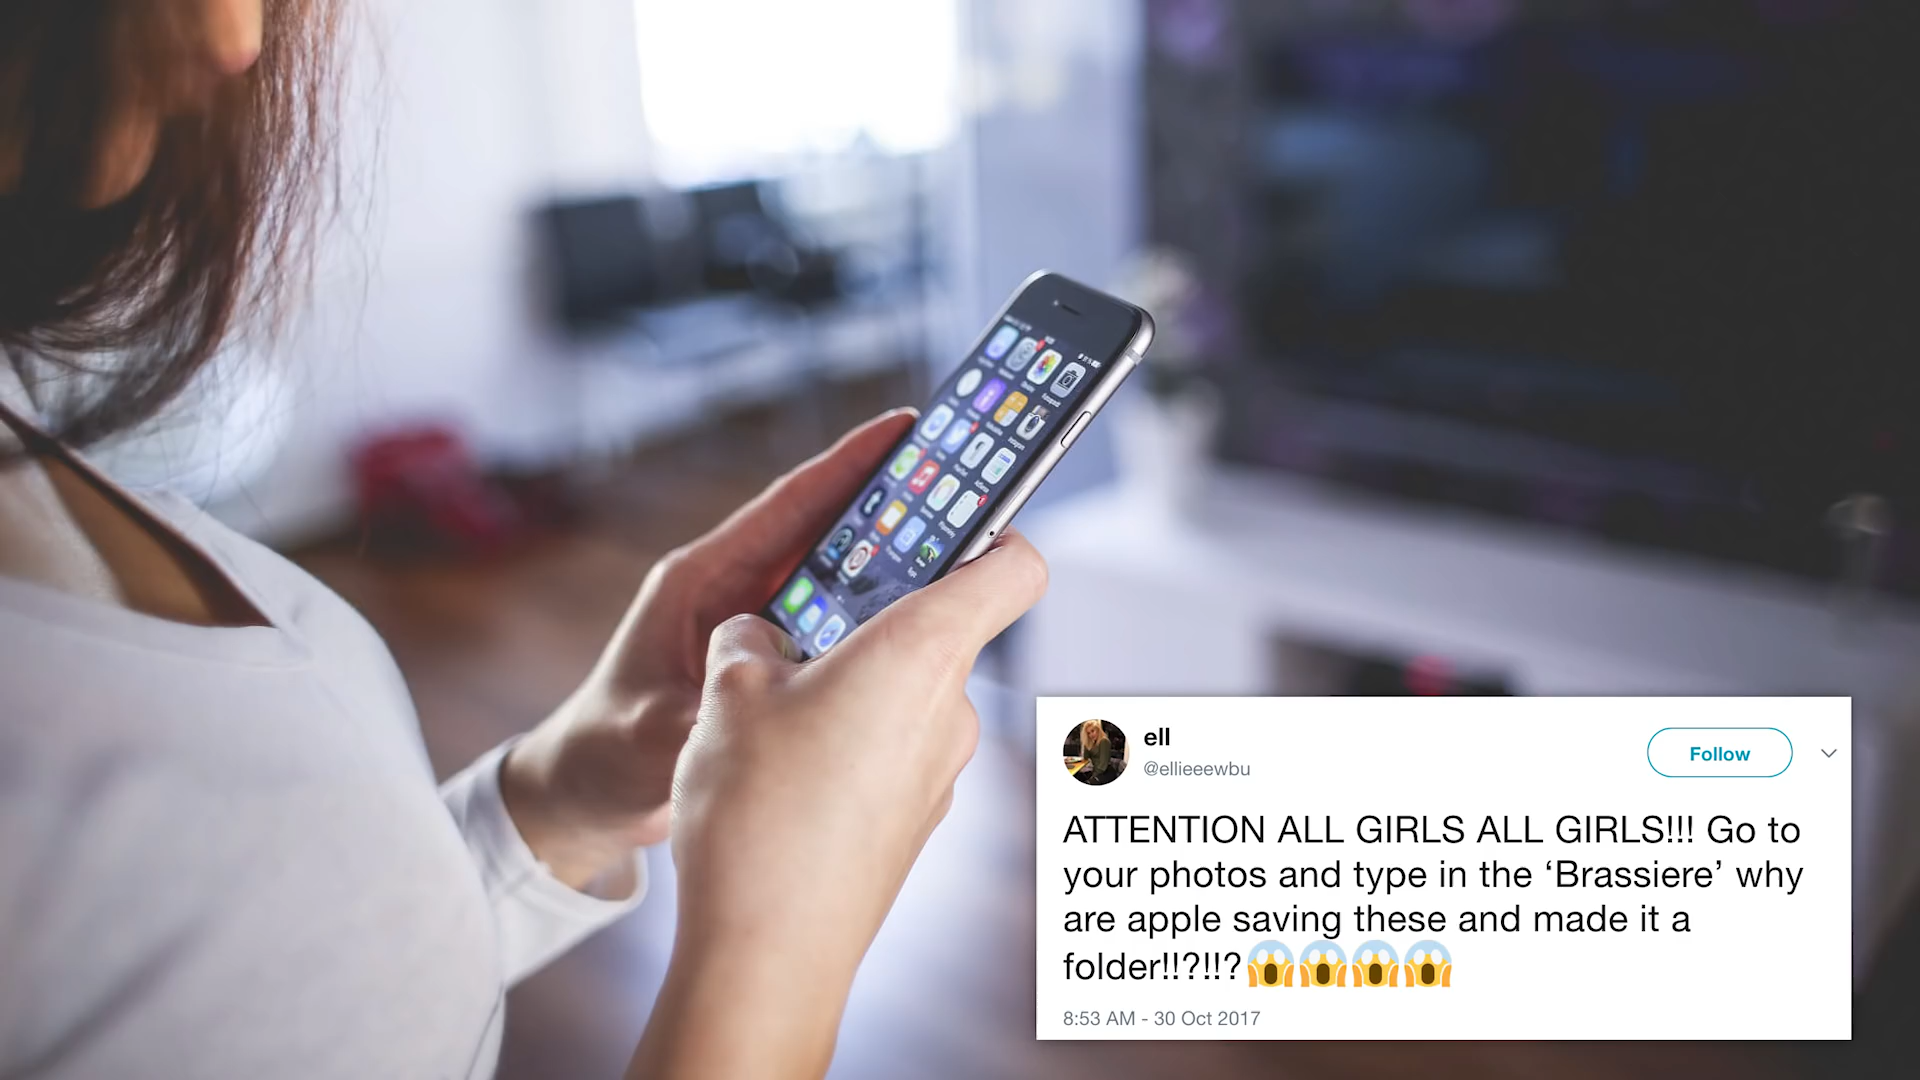 ell
@ellieeewbu
Follow
ATTENTION ALL GIRLS ALL GIRLS!!! Go to
your photos and type in the ‘Brassiere’ why
are apple saving these and made it a
folder!!?!!?😱😱😱😱
8:53 AM - 30 Oct 2017